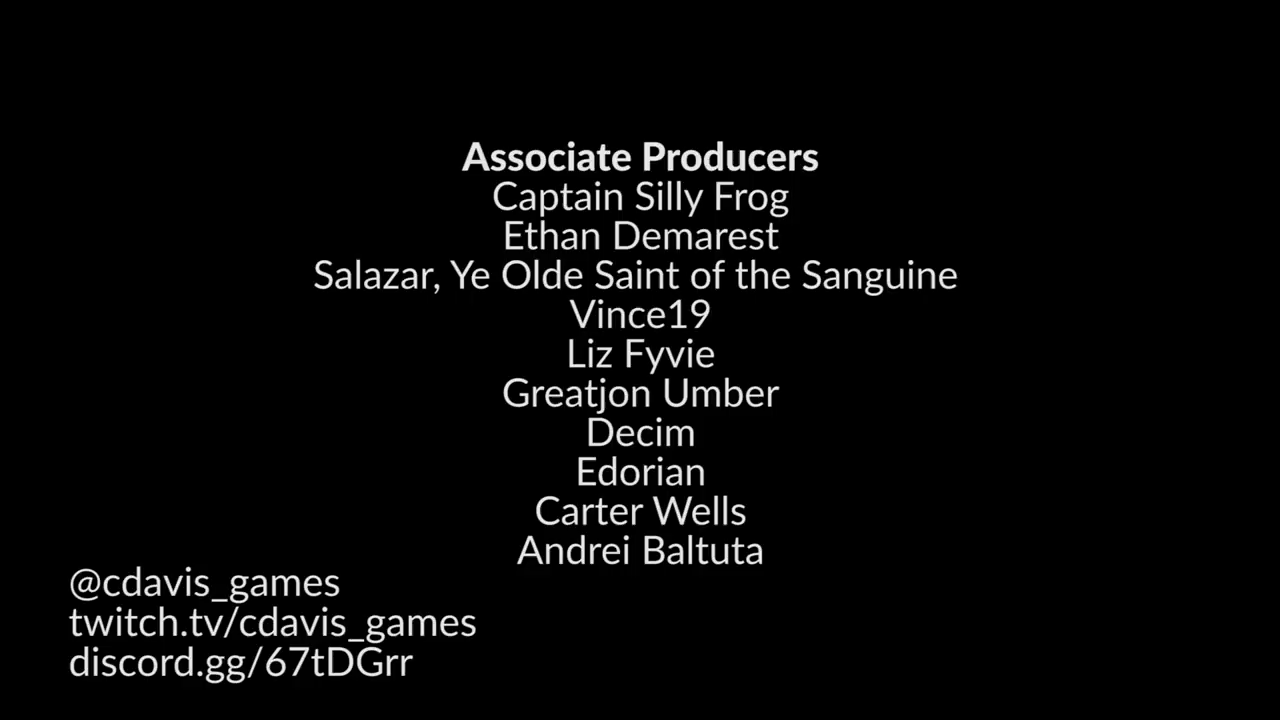 Associate Producers
Captain Silly Frog
Ethan Demarest
Salazar, Ye Olde Saint of the Sanguine
Vince19
Liz Fyvie
Greatjon Umber
Decim
Edorian
Carter Wells
Andrei Baltuta
@cdavis_games
twitch.tv/cdavis_games
discord.gg/67tDGrr